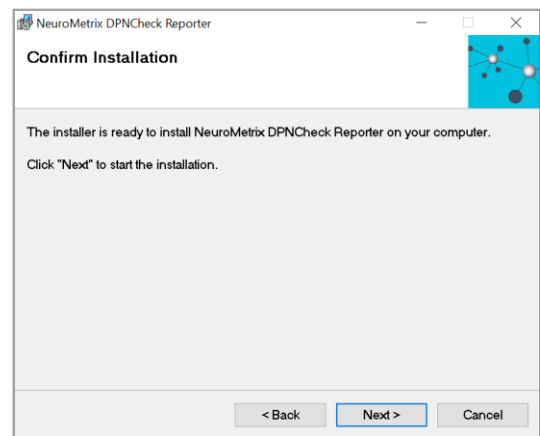 NeuroMetrix DPNCheck Reporter
Confirm Installation
The installer is ready to install NeuroMetrix DPNCheck Reporter on your computer.
Click "Next" to start the installation.
< Back
Next >
Cancel